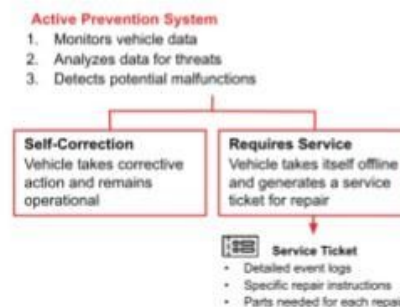 Active Prevention System
1. Monitors vehicle data
2. Analyzes data for threats
3. Detects potential malfunctions
Self-Correction
Vehicle takes corrective
action and remains
operational
Requires Service
Vehicle takes itself offline
and generates a service
ticket for repair
Service Ticket
• Detailed event logs
• Specific repair instructions
• Parts needed for each repair